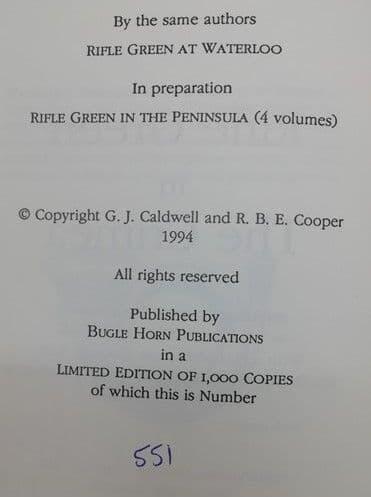 By the same authors
RIFLE GREEN AT WATERLOO
In preparation
RIFLE GREEN IN THE PENINSULA (4 volumes)
© Copyright G. J. Caldwell and R. B. E. Cooper
1994
All rights reserved
Published by
BUGLE HORN PUBLICATIONS
in a
LIMITED EDITION OF 1,000 COPIES
of which this is Number
551